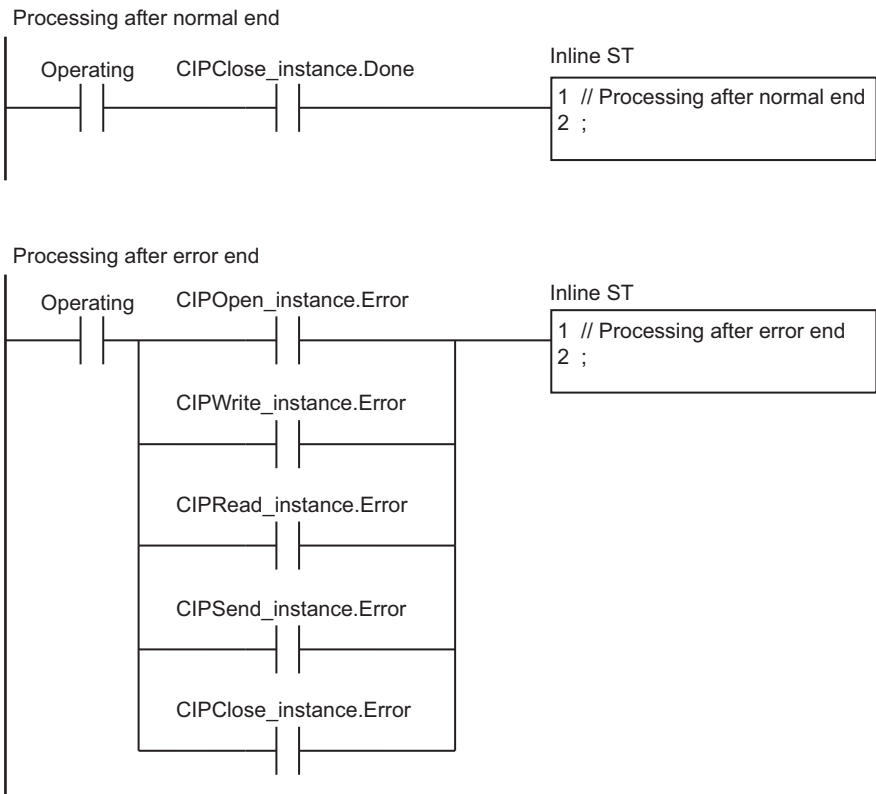 Processing after normal end
Operating CIPClose_instance.Done
Inline ST
1 // Processing after normal end
2 ;
Processing after error end
Operating CIPOpen_instance.Error
Inline ST
1 // Processing after error end
2 ;
CIPWrite_instance.Error
CIPRead_instance.Error
CIPSend_instance.Error
CIPClose_instance.Error